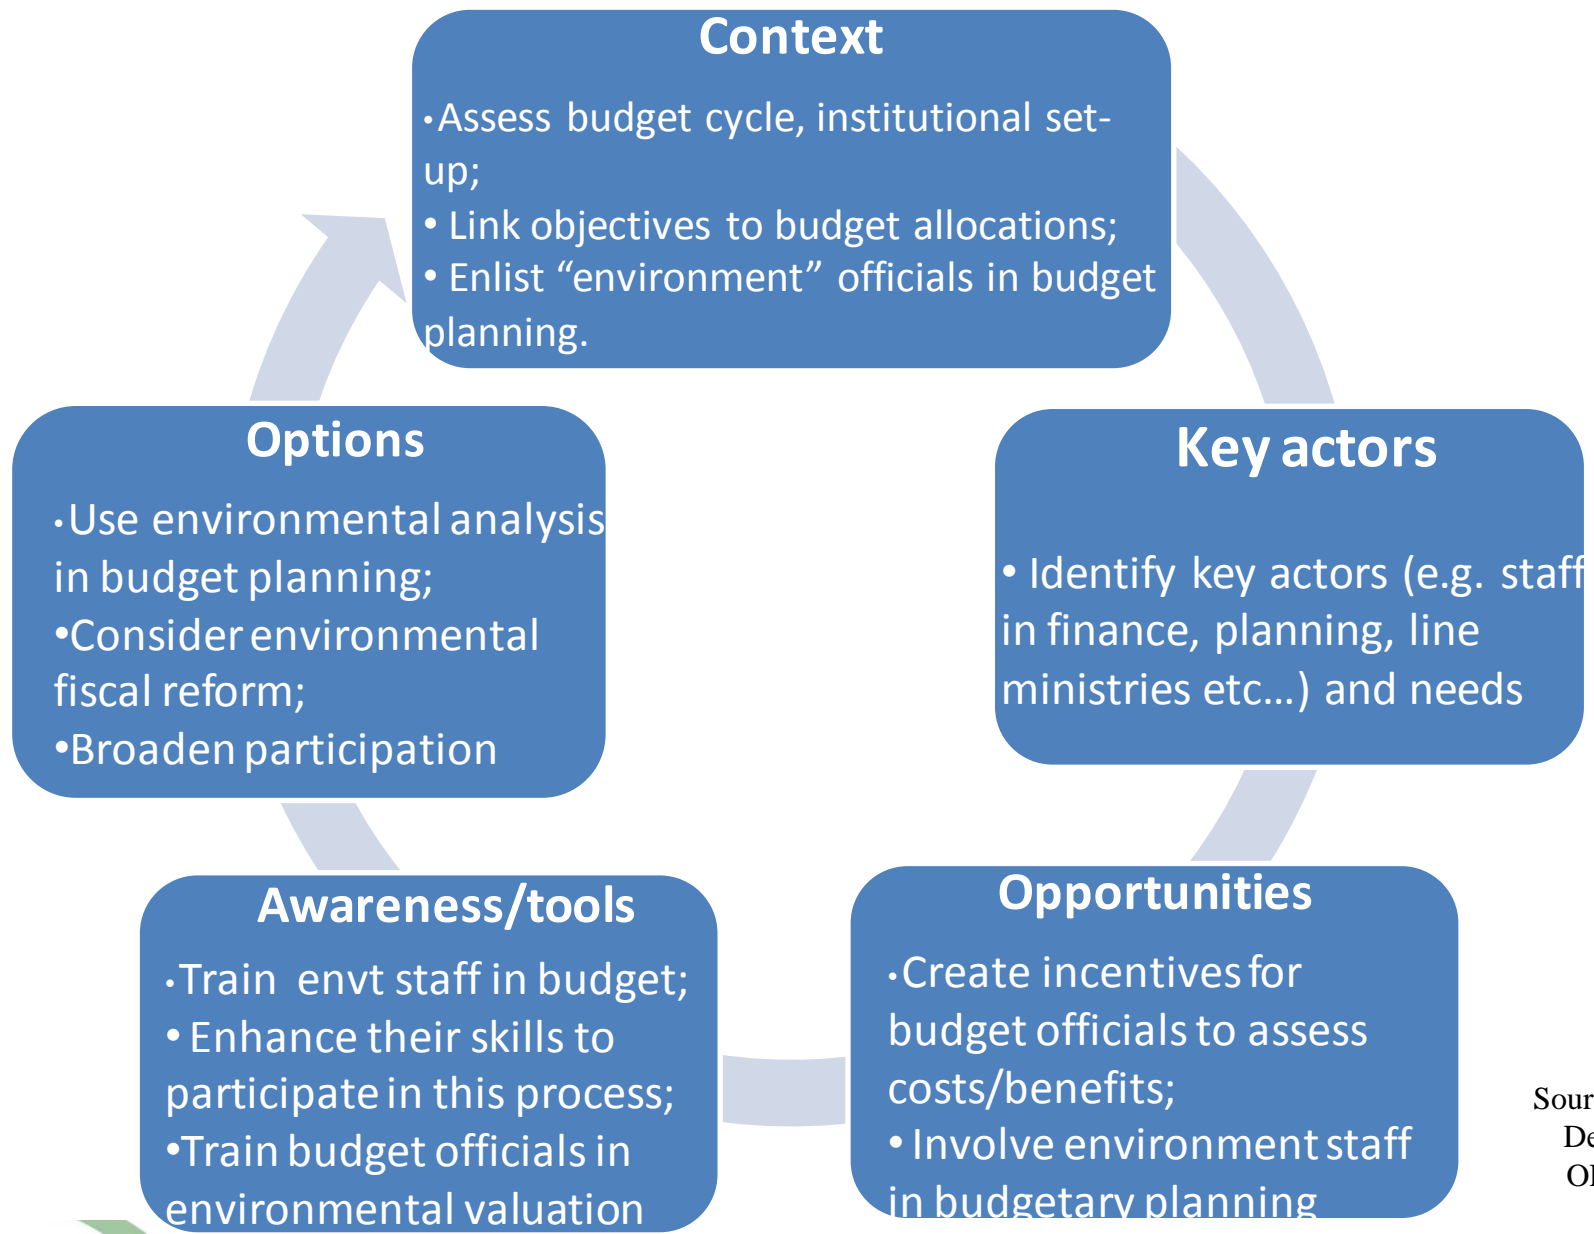 Context
•Assess budget cycle, institutional set-
up;
• Link objectives to budget allocations;
• Enlist “environment” officials in budget
planning.
Key actors
• Identify key actors (e.g. staff
in finance, planning, line
ministries etc…) and needs
Opportunities
•Create incentives for
budget officials to assess
costs/benefits;
• Involve environment staff
in budgetary planning
Awareness/tools
•Train envt staff in budget;
• Enhance their skills to
participate in this process;
•Train budget officials in
environmental valuation
Options
•Use environmental analysis
in budget planning;
•Consider environmental
fiscal reform;
•Broaden participation